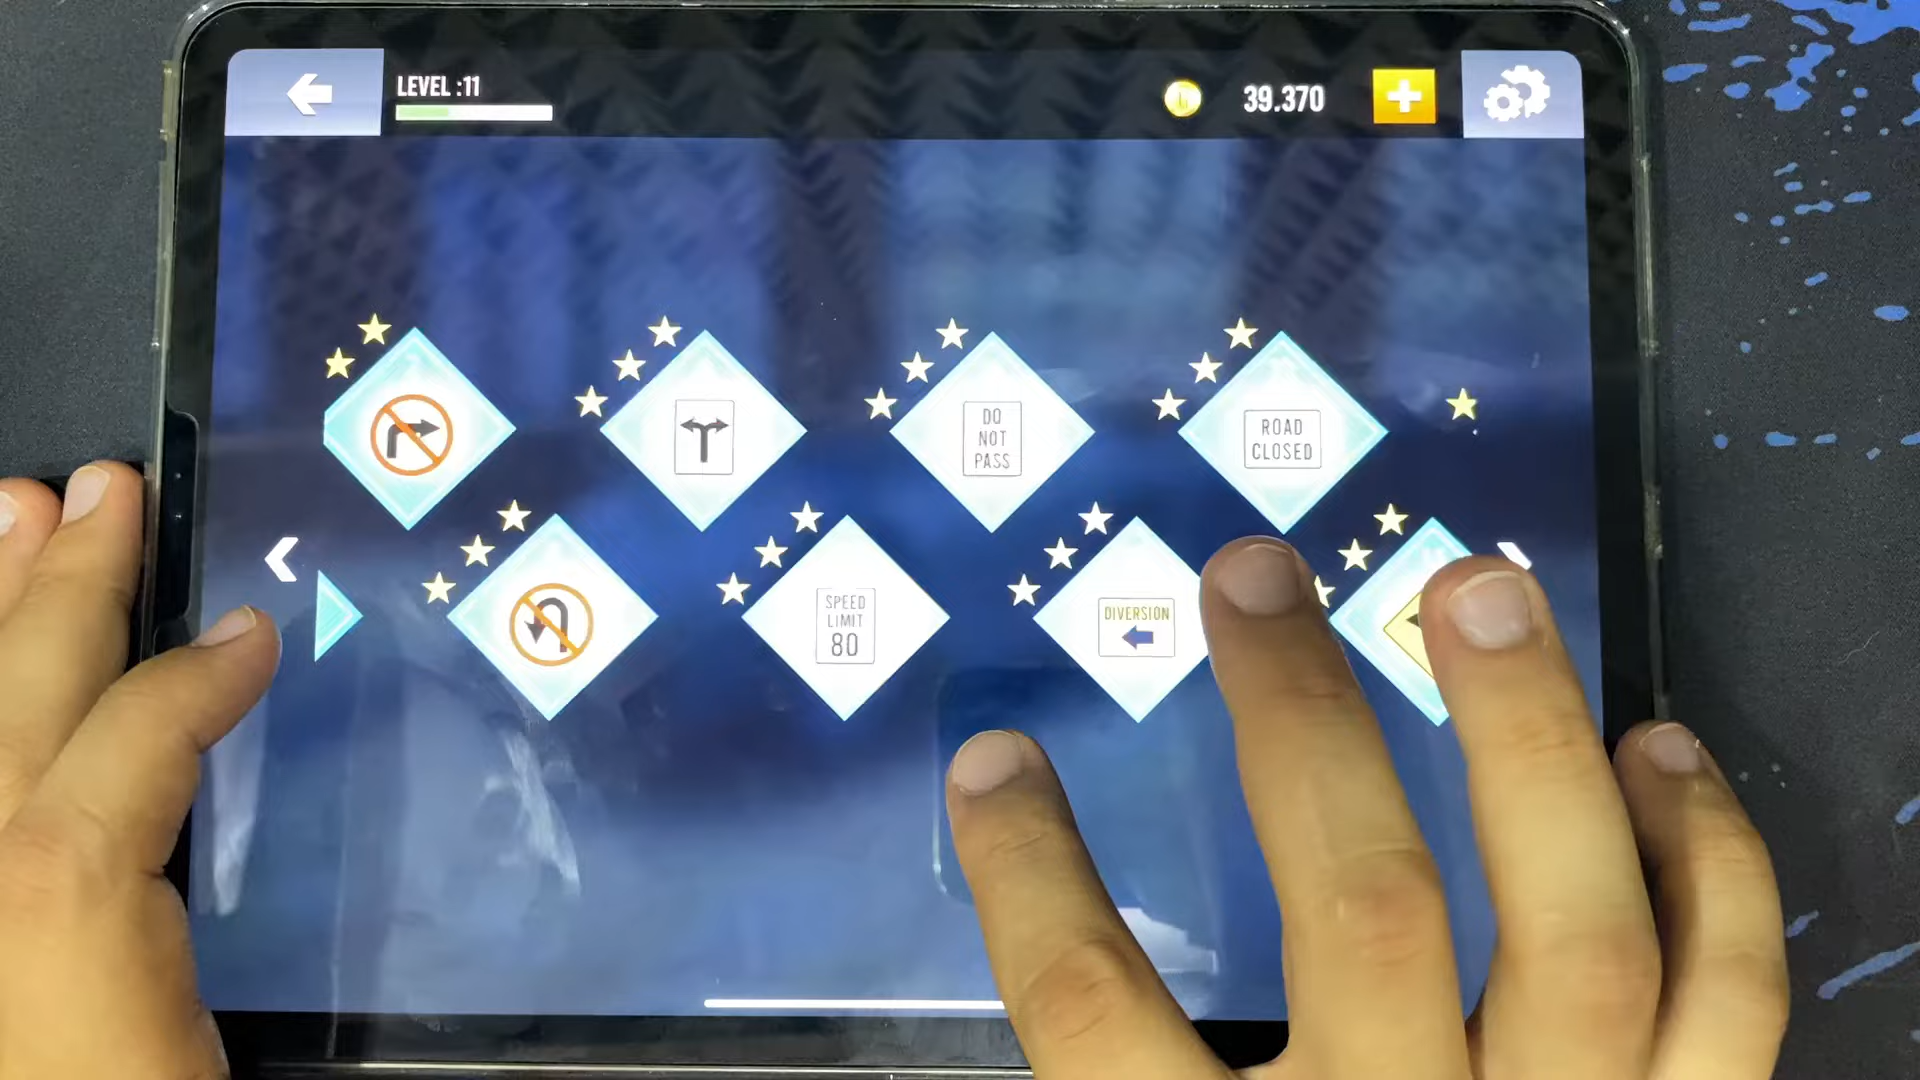 LEVEL :11
39.370
DO
NOT
PASS
ROAD
CLOSED
SPEED
LIMIT
80
DIVERSION